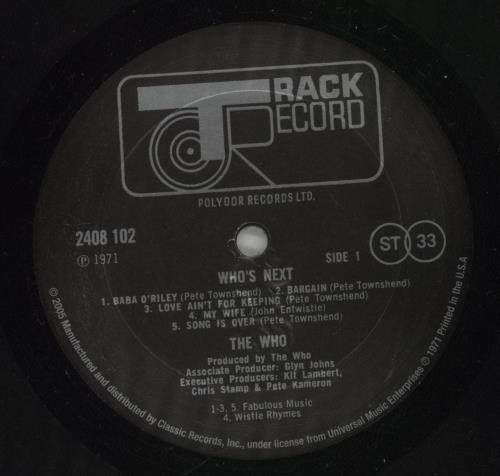 TRACK
RECORD
POLYDOR RECORDS LTD.
2408 102
℗ 1971
SIDE 1
ST 33
WHO'S NEXT
1. BABA O'RILEY (Pete Townshend) 2. BARGAIN (Pete Townshend)
3. LOVE AIN'T FOR KEEPING (Pete Townshend)
4. MY WIFE (John Entwistle)
5. SONG IS OVER (Pete Townshend)
THE WHO
Produced by The Who
Associate Producer: Glyn Johns
Executive Producers: Kit Lambert,
Chris Stamp & Pete Kameron
1-3, 5. Fabulous Music
4. Wistle Rhymes
© 2005 Manufactured and distributed by Classic Records, Inc., under license from Universal Music Enterprises ℗ 1971 Printed in the U.S.A